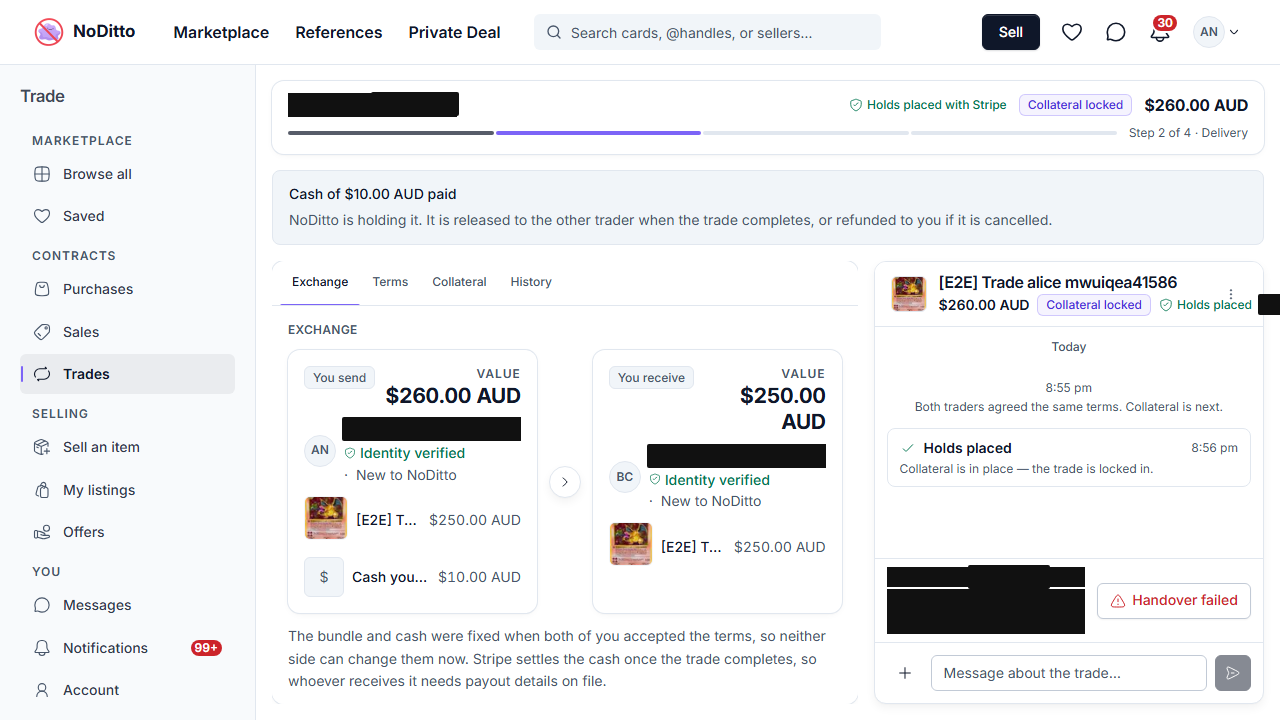 NoDitto
Marketplace
References
Private Deal
Search cards, @handles, or sellers...
Sell
30
AN
Trade
MARKETPLACE
Browse all
Saved
CONTRACTS
Purchases
Sales
Trades
SELLING
Sell an item
My listings
Offers
YOU
Messages
Notifications
99+
Account
Holds placed with Stripe
Collateral locked
$260.00 AUD
Step 2 of 4 · Delivery
Cash of $10.00 AUD paid
NoDitto is holding it. It is released to the other trader when the trade completes, or refunded to you if it is cancelled.
Exchange
Terms
Collateral
History
EXCHANGE
You send
VALUE
$260.00 AUD
AN
Identity verified
· New to NoDitto
[E2E] T...
$250.00 AUD
$
Cash you...
$10.00 AUD
You receive
VALUE
$250.00
AUD
BC
Identity verified
· New to NoDitto
[E2E] T...
$250.00 AUD
The bundle and cash were fixed when both of you accepted the terms, so neither
side can change them now. Stripe settles the cash once the trade completes, so
whoever receives it needs payout details on file.
[E2E] Trade alice mwuiqea41586
$260.00 AUD
Collateral locked
Holds placed
Today
8:55 pm
Both traders agreed the same terms. Collateral is next.
Holds placed
8:56 pm
Collateral is in place — the trade is locked in.
Handover failed
Message about the trade...